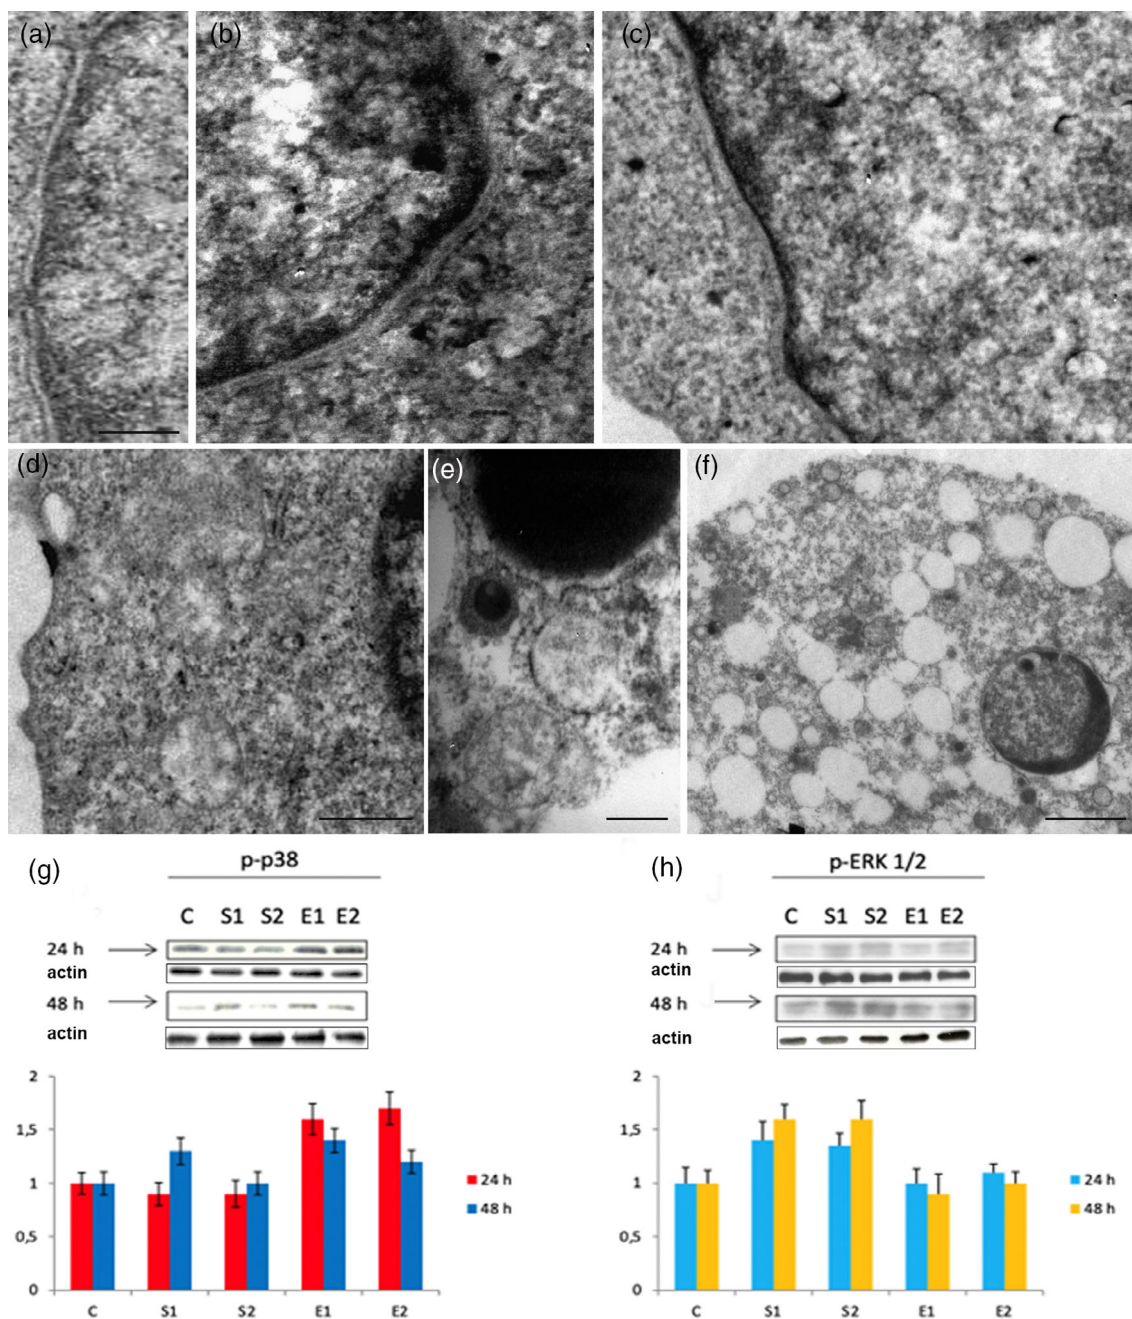 (a)
(b)
(c)
(d)
(e)
(f)
(g)
p-p38
C S1 S2 E1 E2
24 h
actin
48 h
actin
2
1,5
1
0,5
0
C S1 S2 E1 E2
24 h
48 h
(h)
p-ERK 1/2
C S1 S2 E1 E2
24 h
actin
48 h
actin
2
1,5
1
0,5
0
C S1 S2 E1 E2
24 h
48 h